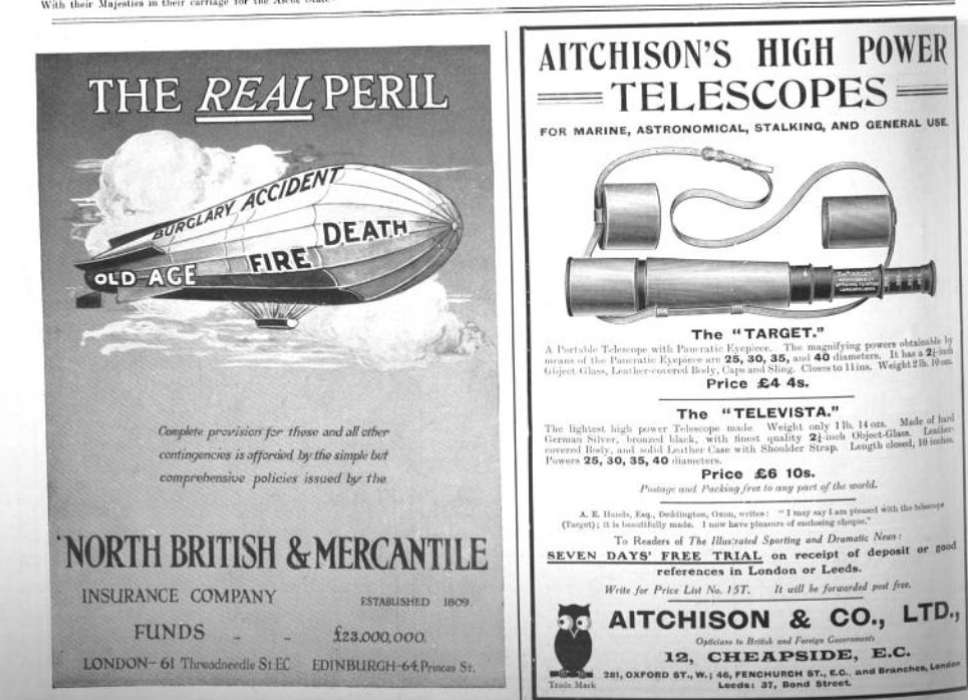 With their Majesties in their carriage for the Ascot State
THE REAL PERIL
BURGLARY ACCIDENT
OLD AGE FIRE DEATH
Complete provision for these and all other
contingencies is afforded by the simple but
comprehensive policies issued by the
NORTH BRITISH & MERCANTILE
INSURANCE COMPANY ESTABLISHED 1809.
FUNDS - - £23,000,000.
LONDON-61 Threadneedle St. EC EDINBURGH-64, Princes St.
AITCHISON'S HIGH POWER
TELESCOPES
FOR MARINE, ASTRONOMICAL, STALKING, AND GENERAL USE.
The "TARGET."
A Portable Telescope with Pancratic Eyepiece. The magnifying powers obtainable by
means of the Pancratic Eyepiece are 25, 30, 35, and 40 diameters. It has a 2¼-inch
Object Glass, Leather-covered Body, Caps and Sling. Closes to 11 ins. Weight 2 lb. 10 ozs.
Price £4 4s.
The "TELEVISTA."
The lightest high power Telescope made. Weight only 1 lb. 14 ozs. Made of hard
German Silver, bronzed black, with finest quality 2¼-inch Object-Glass. Leather-
covered Body, and solid Leather Case with Shoulder Strap. Length closed, 10 inches.
Powers 25, 30, 35, 40 diameters.
Price £6 10s.
Postage and Packing free to any part of the world.
A. E. Hands, Esq., Deddington, Oxon, writes: "I may say I am pleased with the telescope
(Target); it is beautifully made. I now have pleasure of enclosing cheque."
To Readers of The Illustrated Sporting and Dramatic News:
SEVEN DAYS' FREE TRIAL on receipt of deposit or good
references in London or Leeds.
Write for Price List No. 15T. It will be forwarded post free.
AITCHISON & CO., LTD.,
Opticians to British and Foreign Governments
12, CHEAPSIDE, E.C.
281, OXFORD ST., W.; 46, FENCHURCH ST., E.C. and Branches, London
Leeds: 37, Bond Street.
Trade Mark